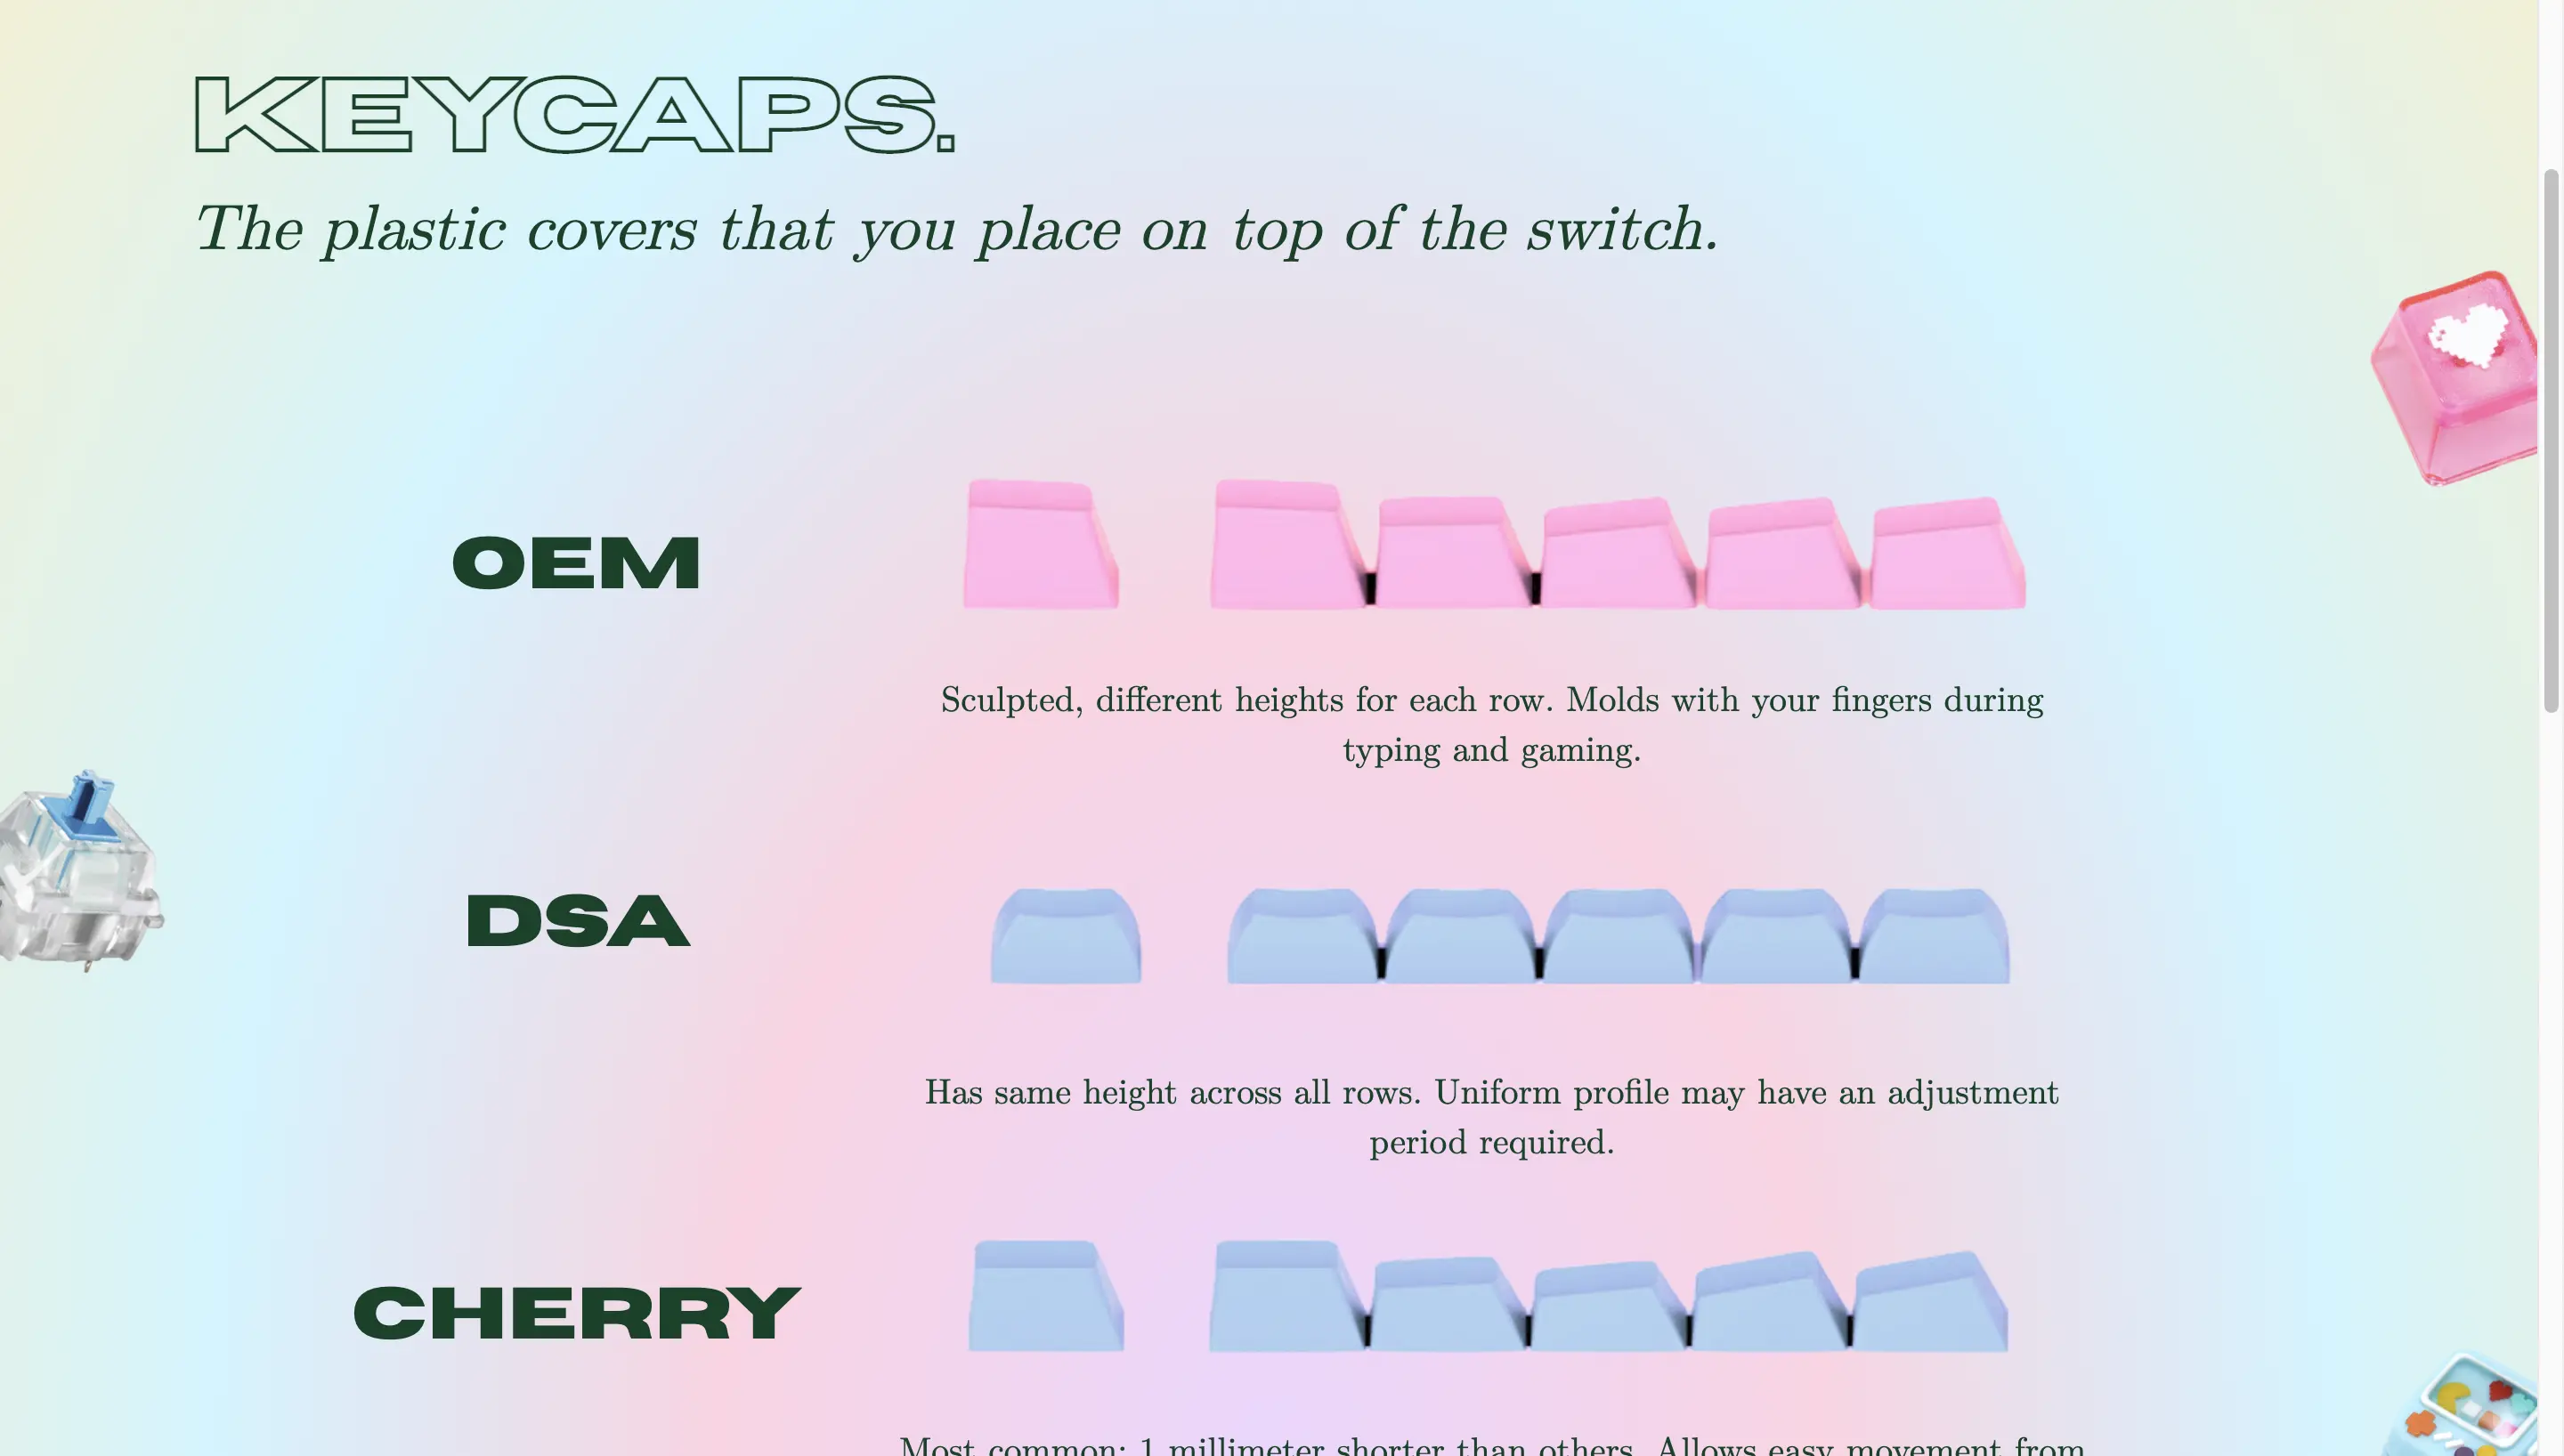 KEYCAPS.
The plastic covers that you place on top of the switch.
OEM
Sculpted, different heights for each row. Molds with your fingers during
typing and gaming.
DSA
Has same height across all rows. Uniform profile may have an adjustment
period required.
CHERRY
Most common; 1 millimeter shorter than others. Allows easy movement from